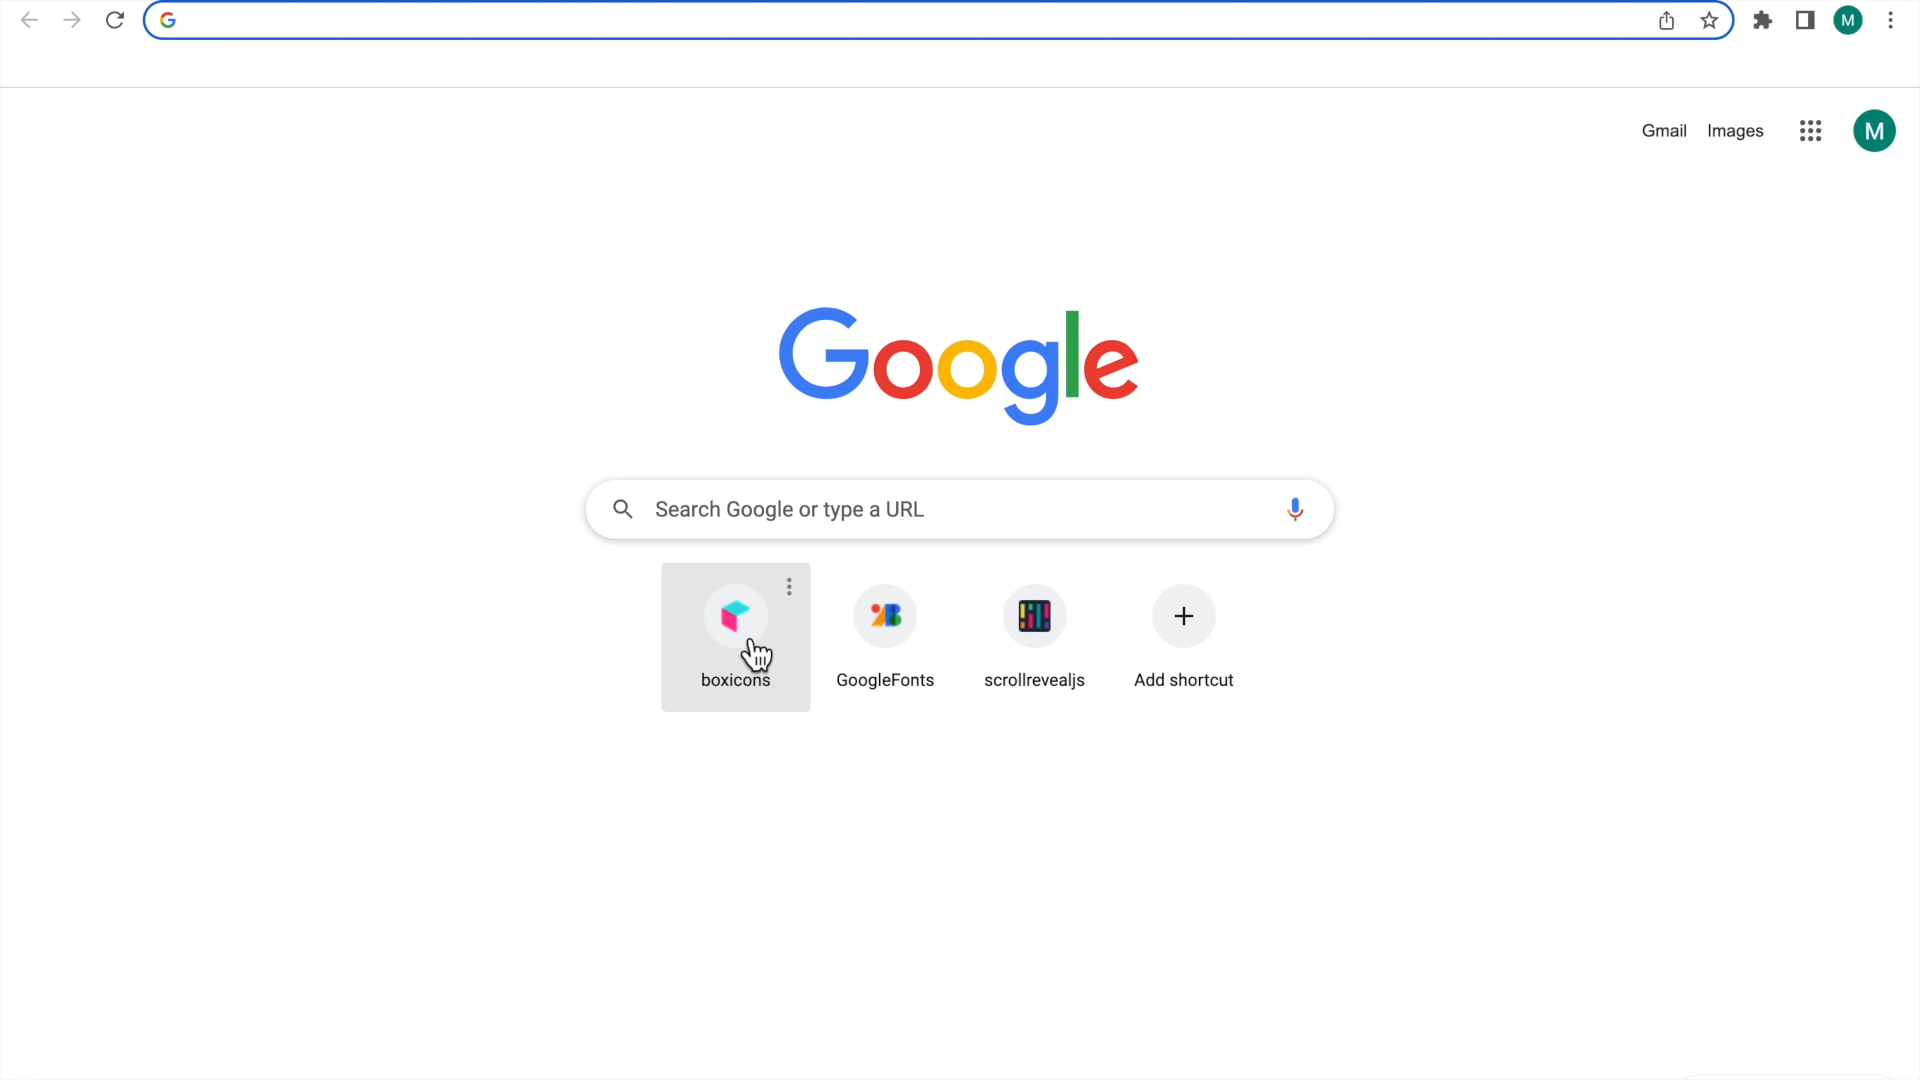 M
Gmail Images M
Google
Search Google or type a URL
boxicons GoogleFonts scrollrevealjs Add shortcut